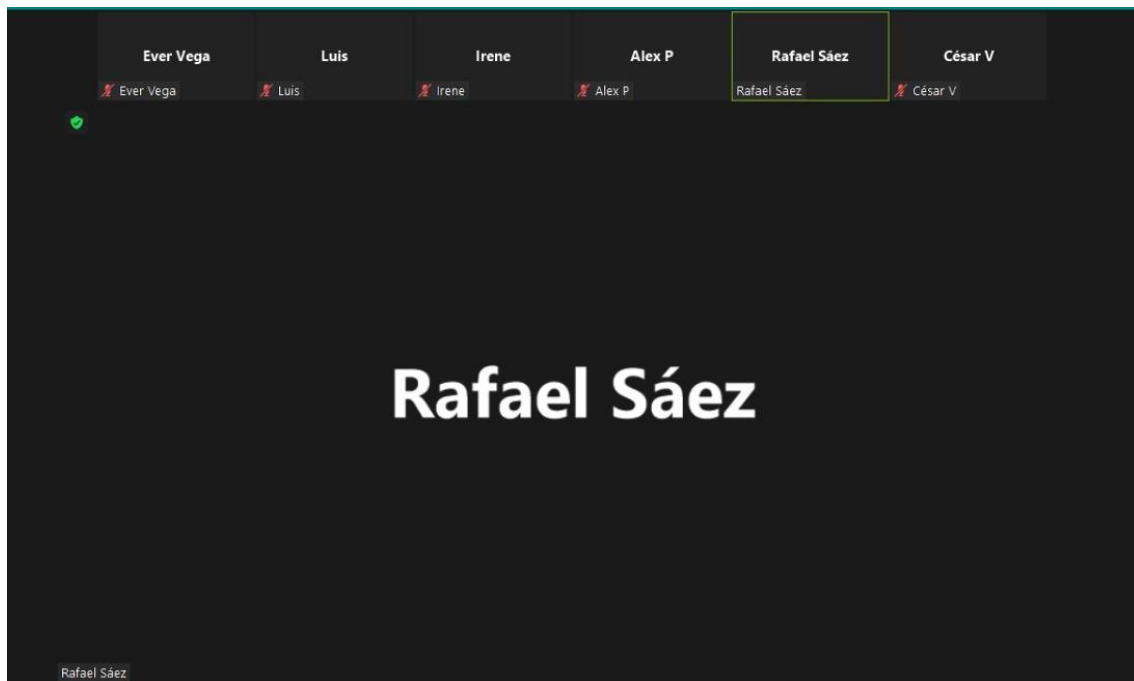 Ever Vega
Luis
Irene
Alex P
Rafael Sáez
César V
Ever Vega
Luis
Irene
Alex P
Rafael Sáez
César V
Rafael Sáez
Rafael Sáez